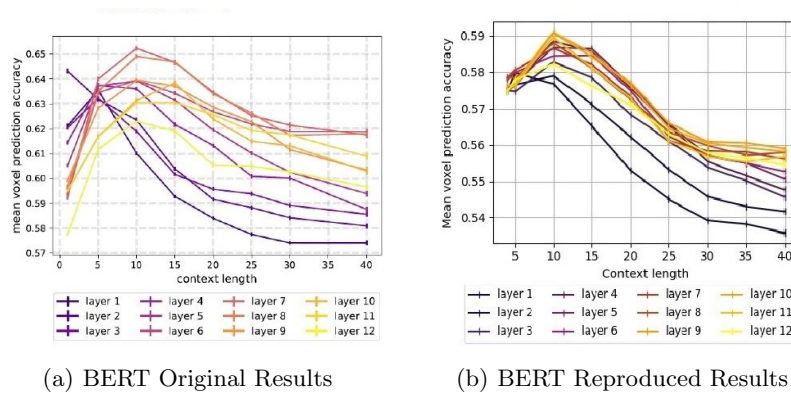 0.65
0.64
0.63
0.62
0.61
0.60
0.59
0.58
0.57
mean voxel prediction accuracy
0 5 10 15 20 25 30 35 40
context length
layer 1 layer 4 layer 7 layer 10
layer 2 layer 5 layer 8 layer 11
layer 3 layer 6 layer 9 layer 12
(a) BERT Original Results
0.59
0.58
0.57
0.56
0.55
0.54
Mean voxel prediction accuracy
5 10 15 20 25 30 35 40
Context length
layer 1 layer 4 layer 7 layer 10
layer 2 layer 5 layer 8 layer 11
layer 3 layer 6 layer 9 layer 12
(b) BERT Reproduced Results